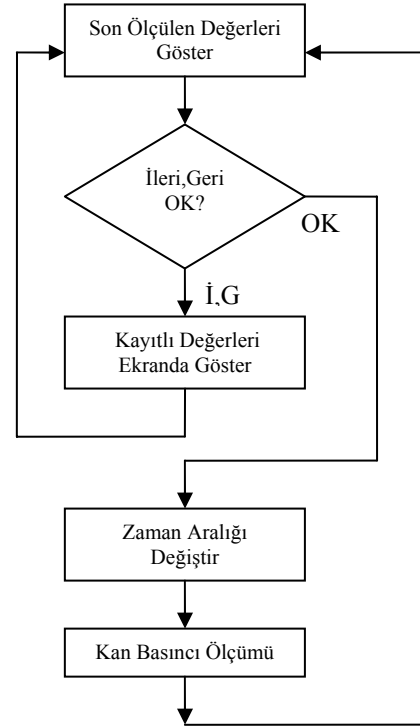 Son Ölçülen Değerleri
Göster
İleri,Geri
OK?
OK
İ,G
Kayıtlı Değerleri
Ekranda Göster
Zaman Aralığı
Değiştir
Kan Basıncı Ölçümü